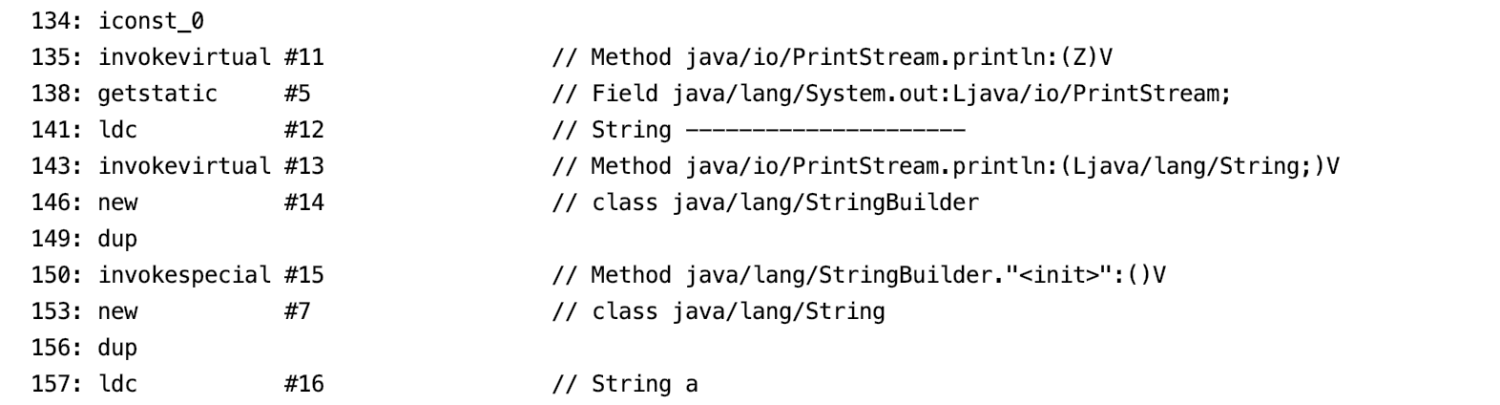 134: iconst_0
135: invokevirtual #11 // Method java/io/PrintStream.println:(Z)V
138: getstatic #5 // Field java/lang/System.out:Ljava/io/PrintStream;
141: ldc #12 // String ---------------------
143: invokevirtual #13 // Method java/io/PrintStream.println:(Ljava/lang/String;)V
146: new #14 // class java/lang/StringBuilder
149: dup
150: invokespecial #15 // Method java/lang/StringBuilder."<init>":()V
153: new #7 // class java/lang/String
156: dup
157: ldc #16 // String a